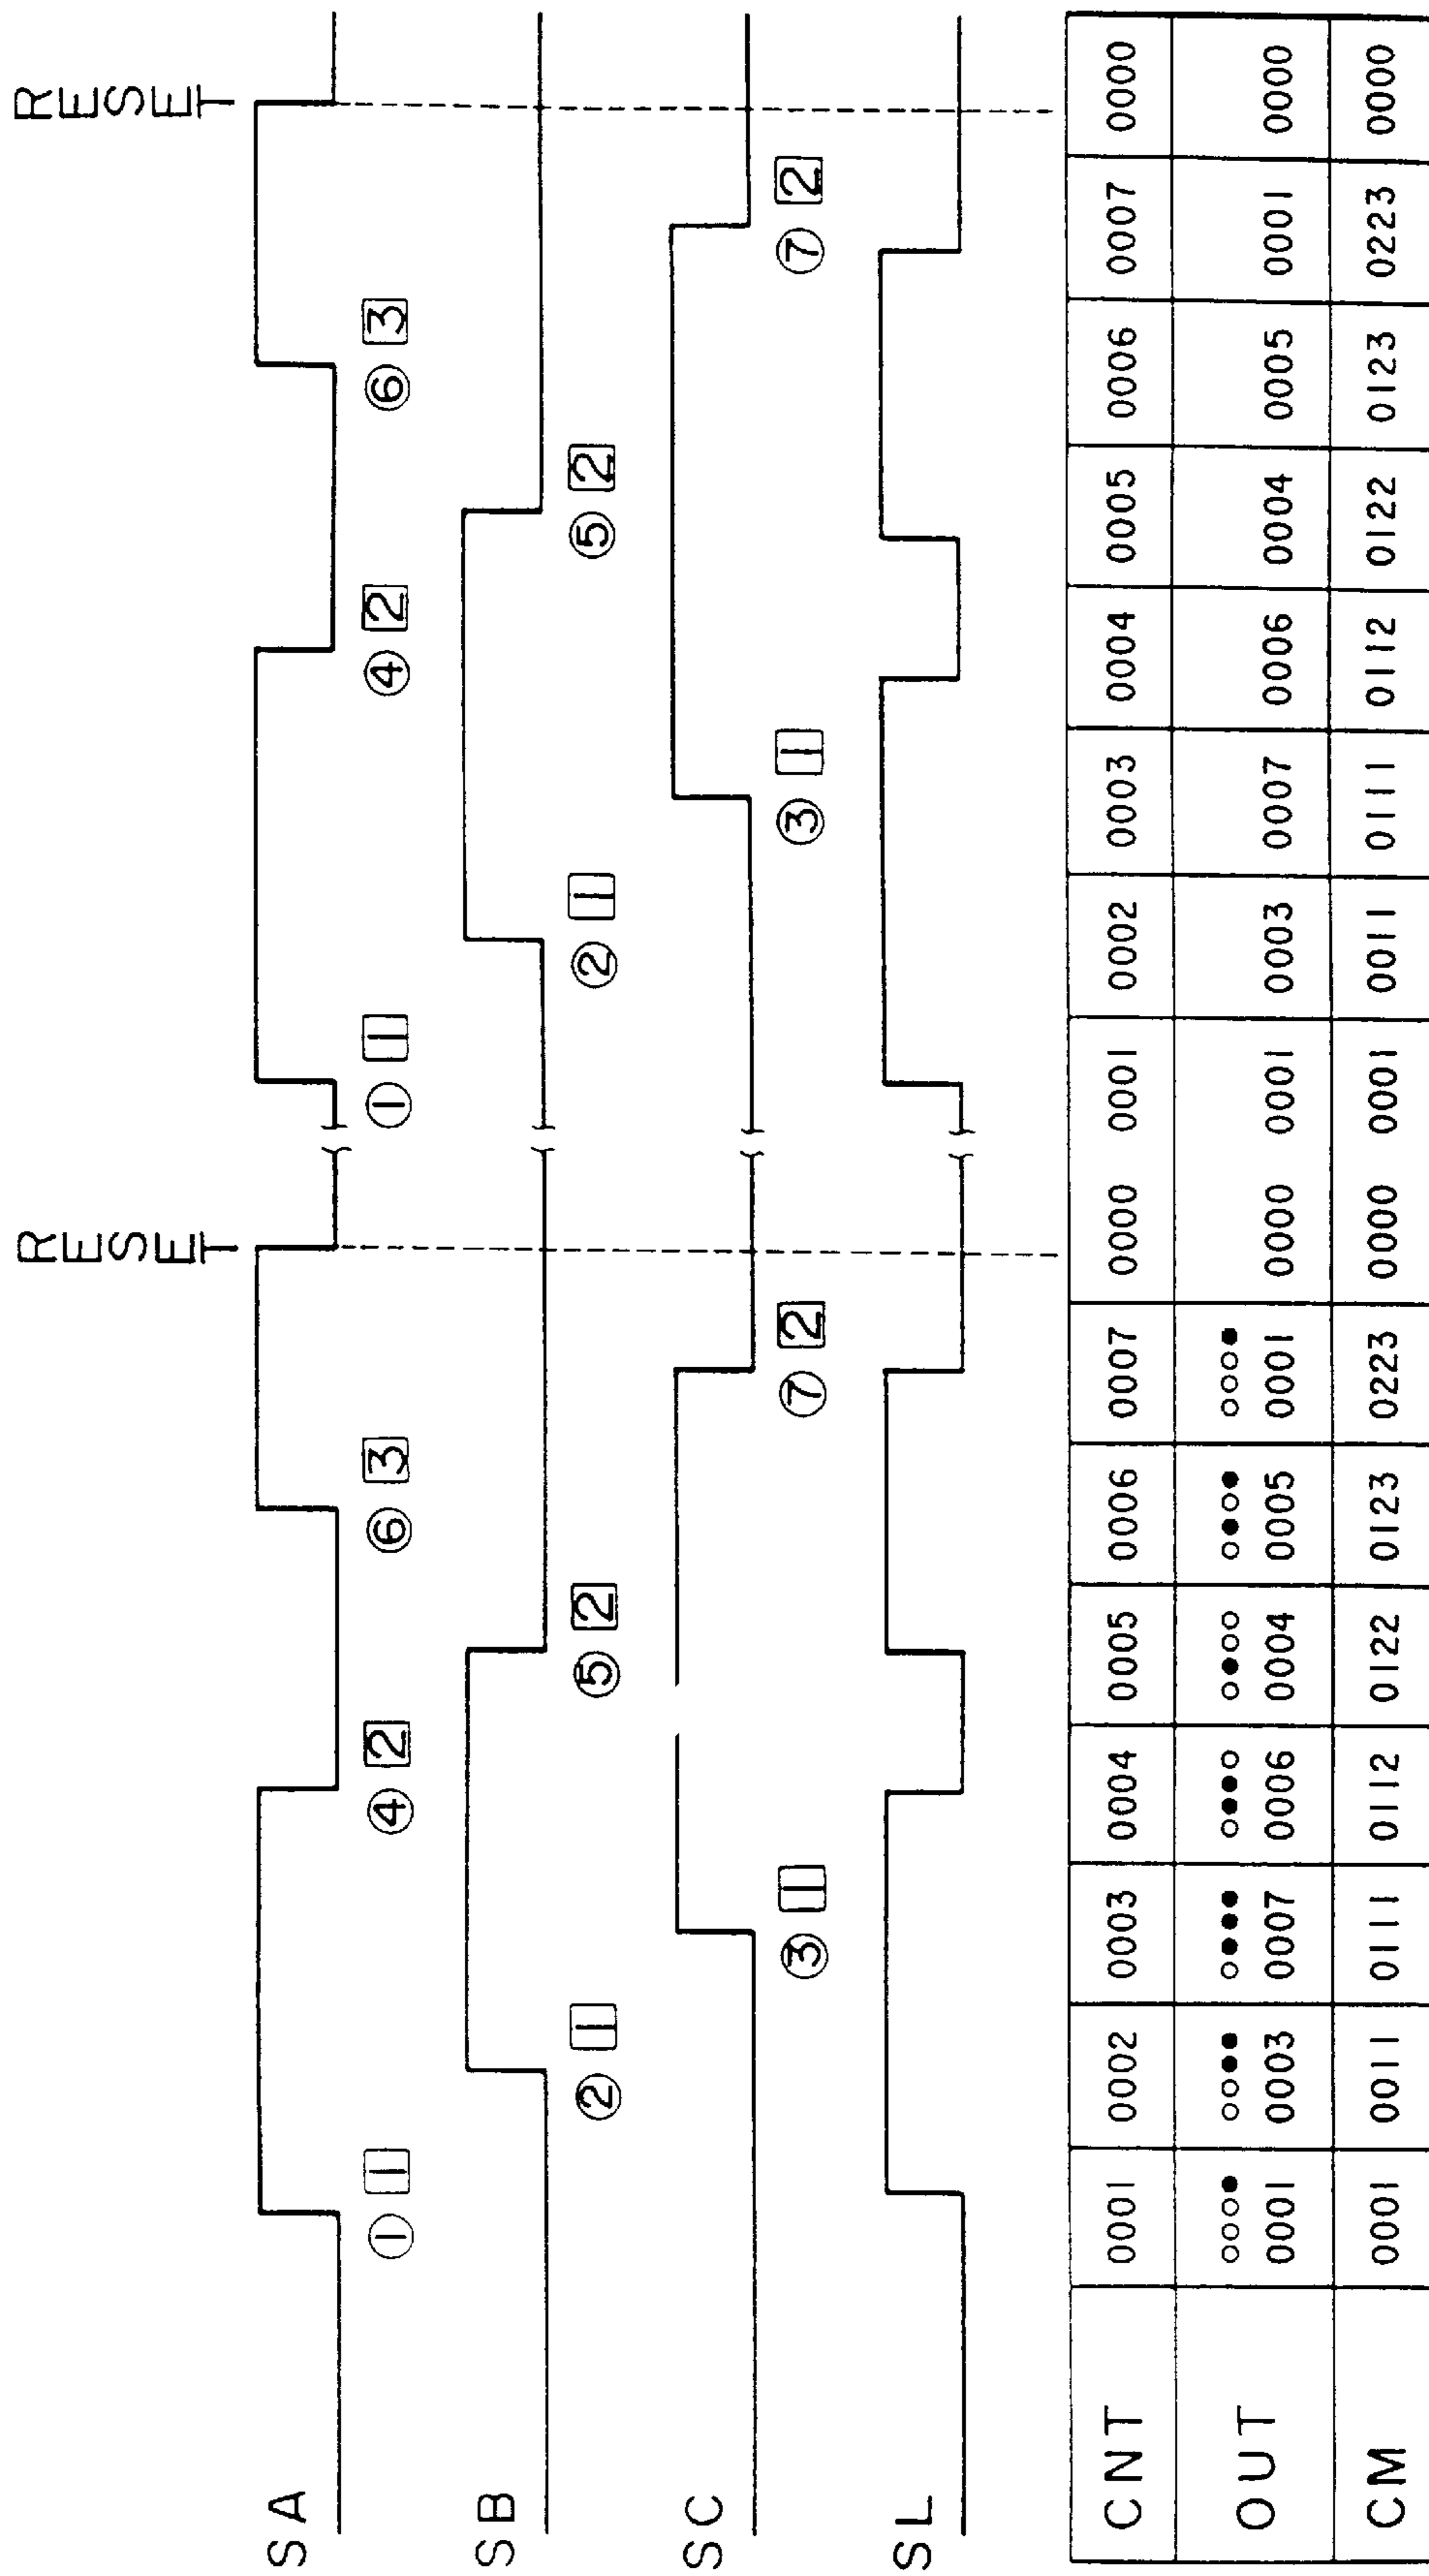 RESET RESET
SA ① 1 ④ 2 ⑥ 3 ① 1 ④ 2 ⑥ 3
SB ② 1 ⑤ 2 ② 1 ⑤ 2
SC ③ 1 ⑦ 2 ③ 1 ⑦ 2
SL
CNT 0001 0002 0003 0004 0005 0006 0007 0000 0001 0002 0003 0004 0005 0006 0007 0000
○○○● ○○●● ○●●● ○●●○ ○●○○ ○●○● ○○○●
OUT 0001 0003 0007 0006 0004 0005 0001 0000 0001 0003 0007 0006 0004 0005 0001 0000
CM 0001 0011 0111 0112 0122 0123 0223 0000 0001 0011 0111 0112 0122 0123 0223 0000